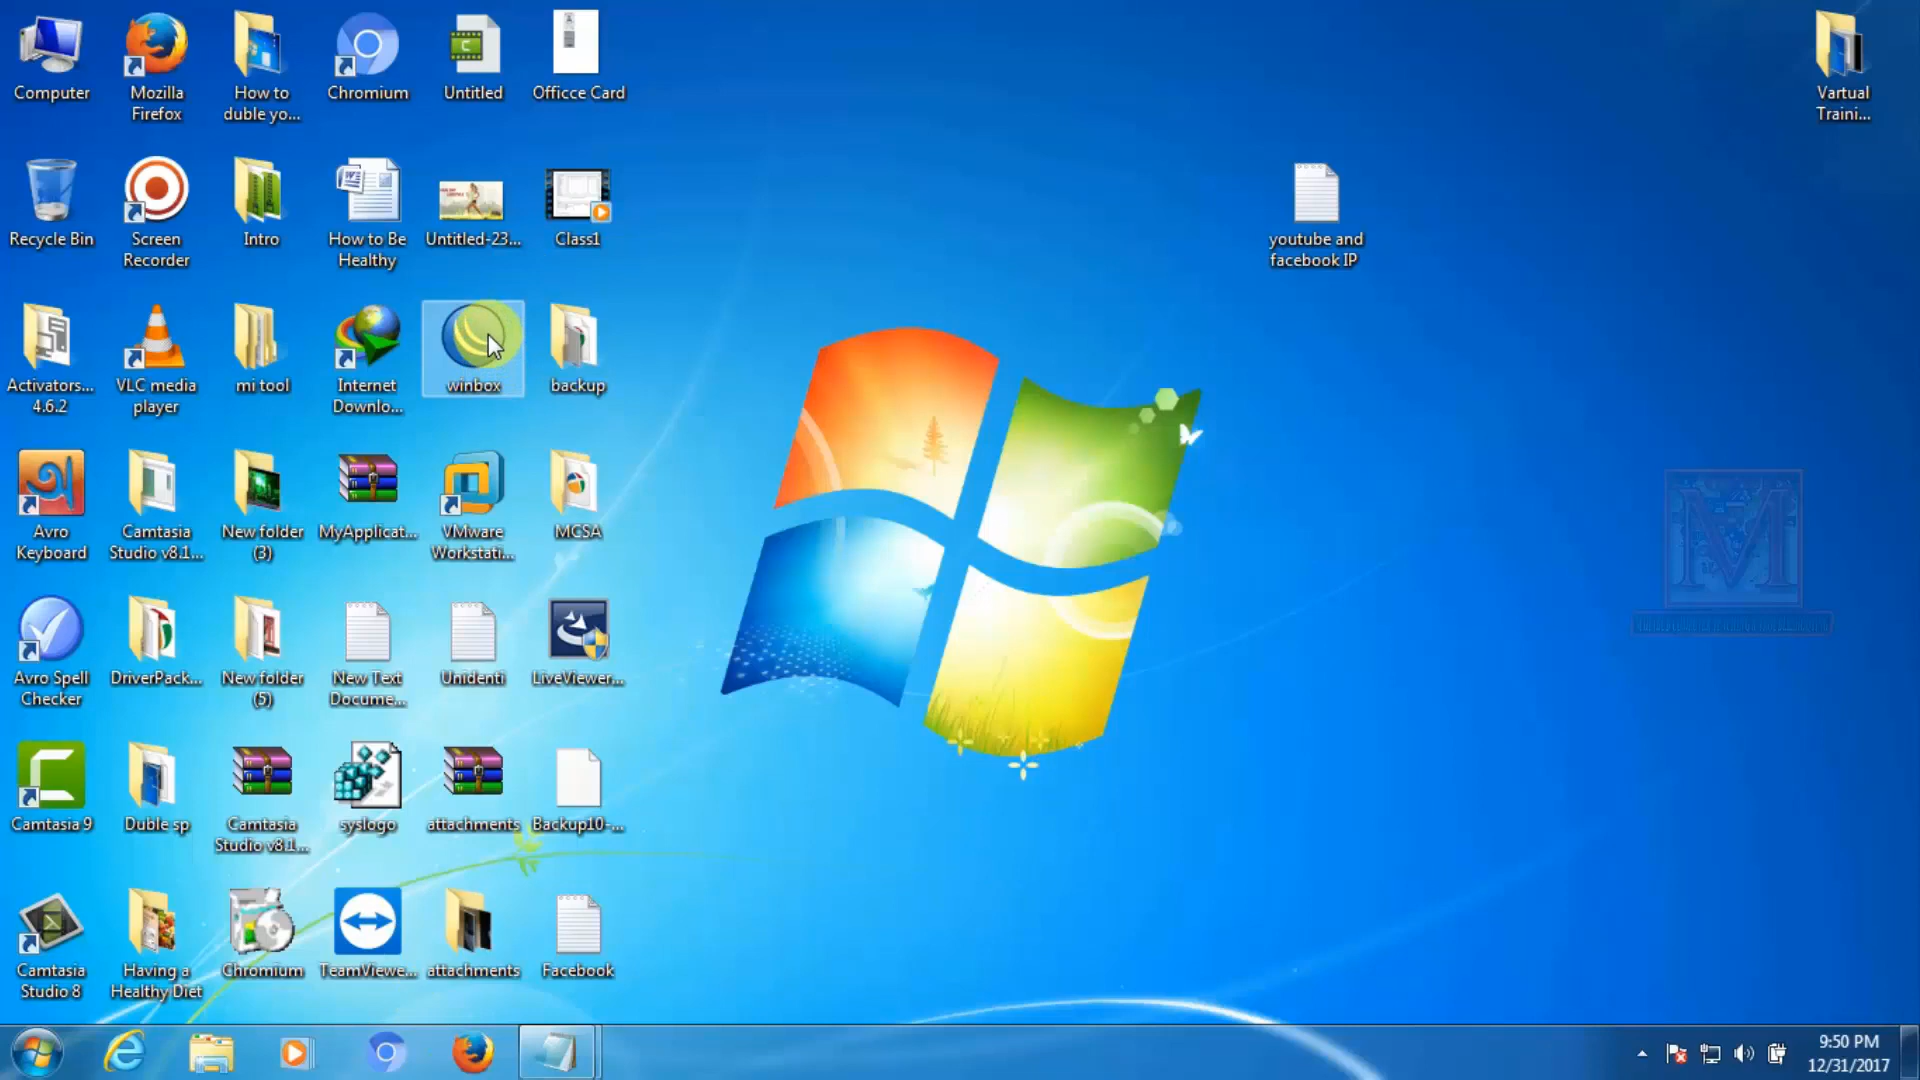 Computer
Mozilla
Firefox
How to
duble yo...
Chromium
Untitled
Officce Card
Vartual
Traini...
Recycle Bin
Screen
Recorder
Intro
How to Be
Healthy
Untitled-23...
Class1
youtube and
facebook IP
Activators...
4.6.2
VLC media
player
mi tool
Internet
Downlo...
winbox
backup
Avro
Keyboard
Camtasia
Studio v8.1...
New folder
(3)
MyApplicat...
VMware
Workstati...
MCSA
Avro Spell
Checker
DriverPack...
New folder
(5)
New Text
Docume...
Unidenti
LiveViewer...
Camtasia 9
Duble sp
Camtasia
Studio v8.1...
syslogo
attachments
Backup10-...
Camtasia
Studio 8
Having a
Healthy Diet
Chromium
TeamViewe...
attachments
Facebook
9:50 PM
12/31/2017